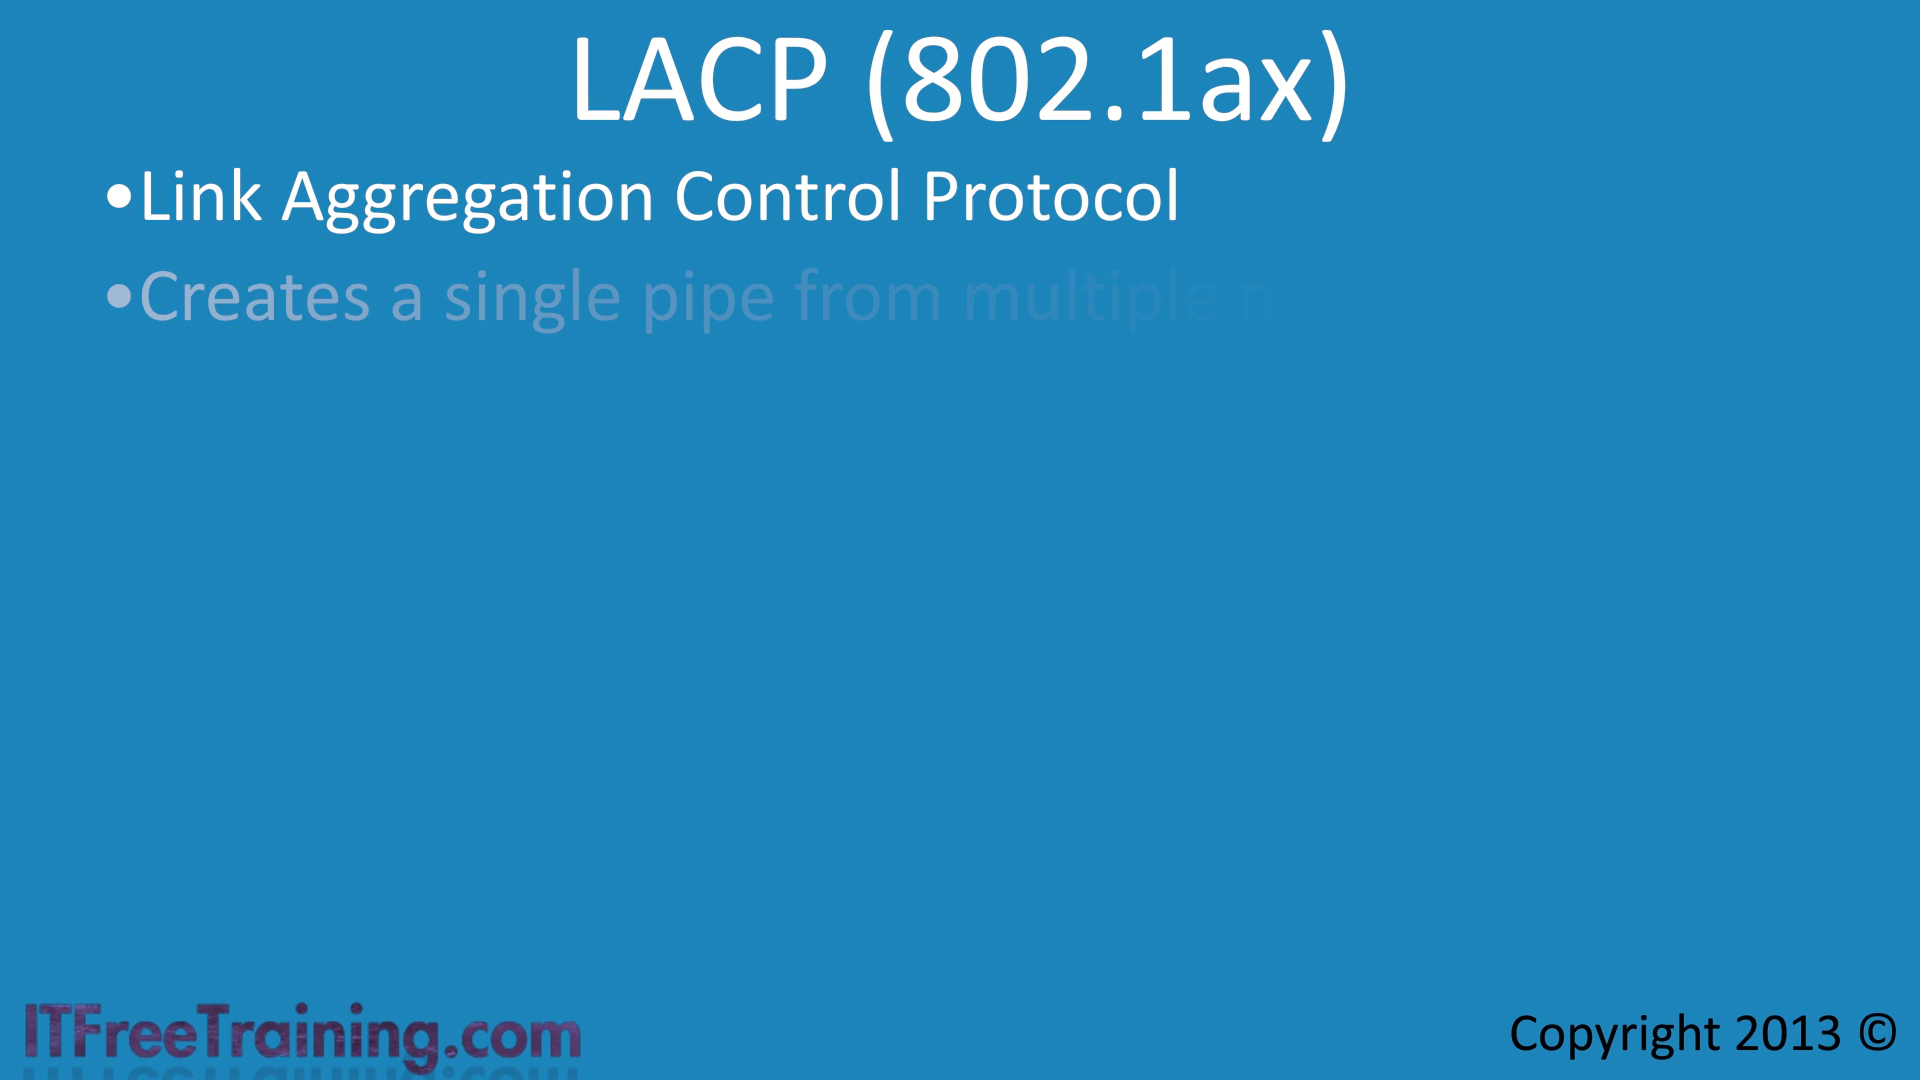 LACP (802.1ax)
•Link Aggregation Control Protocol
•Creates a single pipe from multiple n
ITFreeTraining.com
Copyright 2013 ©